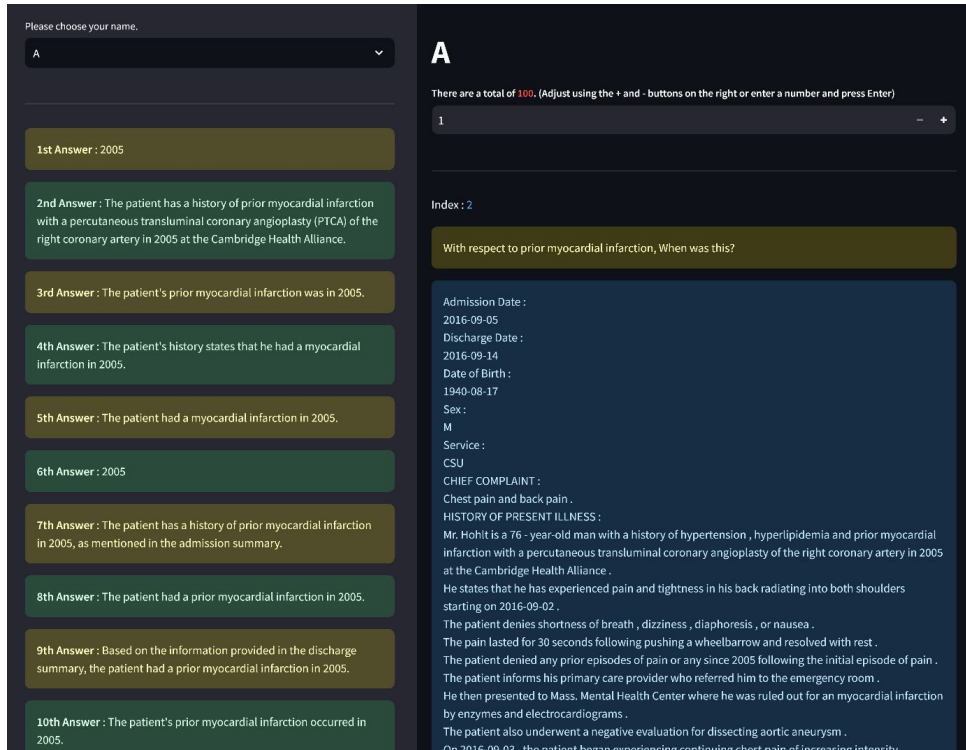 Please choose your name.
A
1st Answer : 2005
2nd Answer : The patient has a history of prior myocardial infarction
with a percutaneous transluminal coronary angioplasty (PTCA) of the
right coronary artery in 2005 at the Cambridge Health Alliance.
3rd Answer : The patient's prior myocardial infarction was in 2005.
4th Answer : The patient's history states that he had a myocardial
infarction in 2005.
5th Answer : The patient had a myocardial infarction in 2005.
6th Answer : 2005
7th Answer : The patient has a history of prior myocardial infarction
in 2005, as mentioned in the admission summary.
8th Answer : The patient had a prior myocardial infarction in 2005.
9th Answer : Based on the information provided in the discharge
summary, the patient had a prior myocardial infarction in 2005.
10th Answer : The patient's prior myocardial infarction occurred in
2005.
A
There are a total of 100. (Adjust using the + and - buttons on the right or enter a number and press Enter)
1 − +
Index : 2
With respect to prior myocardial infarction, When was this?
Admission Date :
2016-09-05
Discharge Date :
2016-09-14
Date of Birth :
1940-08-17
Sex :
M
Service :
CSU
CHIEF COMPLAINT :
Chest pain and back pain .
HISTORY OF PRESENT ILLNESS :
Mr. Hohlt is a 76 - year-old man with a history of hypertension , hyperlipidemia and prior myocardial
infarction with a percutaneous transluminal coronary angioplasty of the right coronary artery in 2005
at the Cambridge Health Alliance .
He states that he has experienced pain and tightness in his back radiating into both shoulders
starting on 2016-09-02 .
The patient denies shortness of breath , dizziness , diaphoresis , or nausea .
The pain lasted for 30 seconds following pushing a wheelbarrow and resolved with rest .
The patient denied any prior episodes of pain or any since 2005 following the initial episode of pain .
The patient informs his primary care provider who referred him to the emergency room .
He then presented to Mass. Mental Health Center where he was ruled out for an myocardial infarction
by enzymes and electrocardiograms .
The patient also underwent a negative evaluation for dissecting aortic aneurysm .
On 2016-09-03 , the patient began experiencing continuing chest pain of increasing intensity